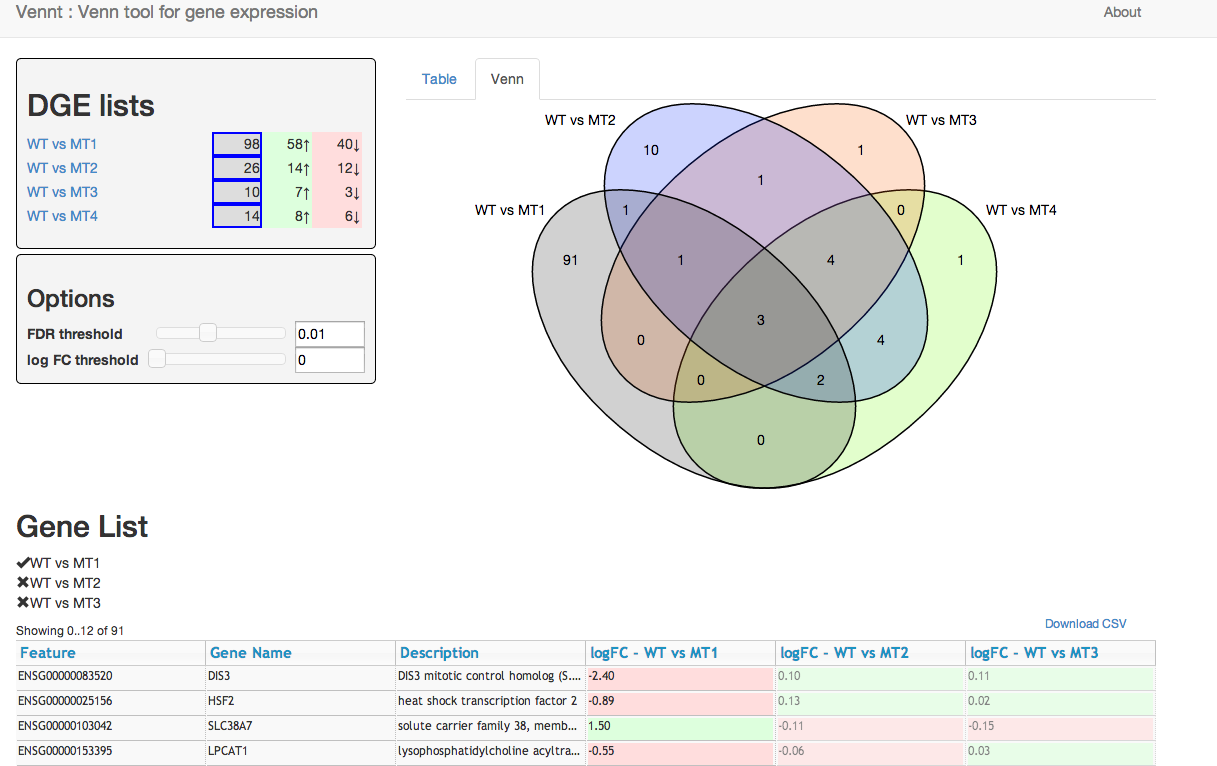 Vennt : Venn tool for gene expression
About
DGE lists
WT vs MT1 98 58↑ 40↓
WT vs MT2 26 14↑ 12↓
WT vs MT3 10 7↑ 3↓
WT vs MT4 14 8↑ 6↓
Options
FDR threshold 0.01
log FC threshold 0
Table Venn
WT vs MT2 WT vs MT3
10 1
1
WT vs MT1 1 0 WT vs MT4
91 1 4 1
3
0 4
0 2
0
Gene List
✔WT vs MT1
✖WT vs MT2
✖WT vs MT3
Showing 0..12 of 91
Download CSV
Feature Gene Name Description logFC - WT vs MT1 logFC - WT vs MT2 logFC - WT vs MT3
ENSG00000083520 DIS3 DIS3 mitotic control homolog (S.... -2.40 0.10 0.11
ENSG00000025156 HSF2 heat shock transcription factor 2 -0.89 0.13 0.02
ENSG00000103042 SLC38A7 solute carrier family 38, memb... 1.50 -0.11 -0.15
ENSG00000153395 LPCAT1 lysophosphatidylcholine acyltra... -0.55 -0.06 0.03